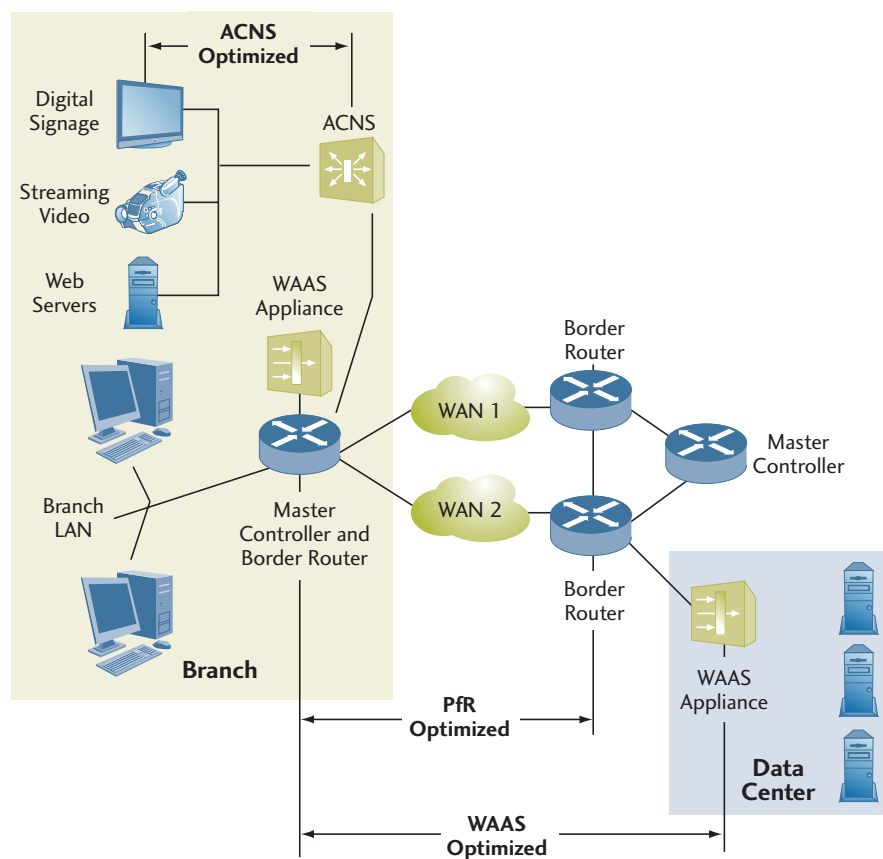 ACNS
Optimized
Digital
Signage
ACNS
Streaming
Video
Web
Servers
WAAS
Appliance
Border
Router
WAN 1
Master
Controller
WAN 2
Branch
LAN
Master
Controller and
Border Router
Border
Router
Branch
WAAS
Appliance
PfR
Optimized
Data
Center
WAAS
Optimized